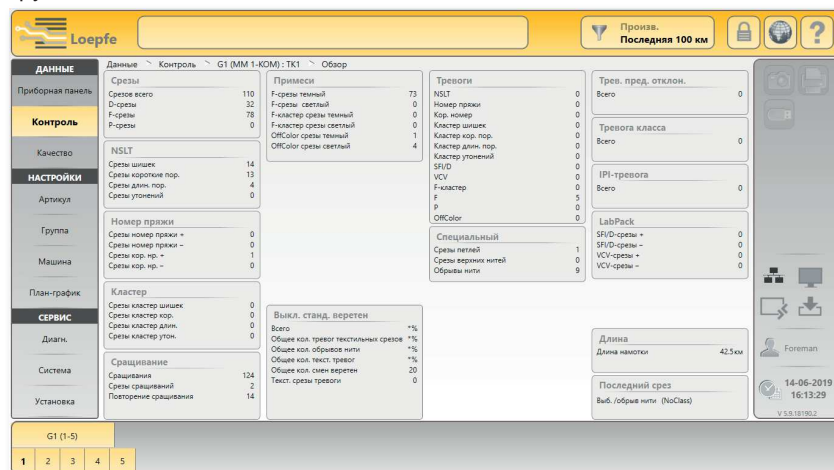 Loepfe
Произв.
Последняя 100 км
?
ДАННЫЕ
Приборная панель
Контроль
Качество
НАСТРОЙКИ
Артикул
Группа
Машина
План-график
СЕРВИС
Диагн.
Система
Установка
Данные Контроль G1 (MM 1-KOM) : TK1 Обзор
Срезы
Срезов всего 110
D-срезы 32
F-срезы 78
P-срезы 0
NSLT
Срезы шишек 14
Срезы короткие пор. 13
Срезы длин. пор. 4
Срезы утонений 0
Номер пряжи
Срезы номер пряжи + 0
Срезы номер пряжи – 0
Срезы кор. нр. + 1
Срезы кор. нр. – 0
Кластер
Срезы кластер шишек 0
Срезы кластер кор. 0
Срезы кластер длин. 0
Срезы кластер утон. 0
Сращивание
Сращивания 124
Срезы сращиваний 2
Повторение сращивания 14
Примеси
F-срезы темный 73
F-срезы светлый 0
F-кластер срезы темный 0
F-кластер срезы светлый 0
OffColor срезы темный 1
OffColor срезы светлый 4
Выкл. станд. веретен
Всего *%
Общее кол. тревог текстильных срезов *%
Общее кол. обрывов нити *%
Общее кол. текст. тревог *%
Общее кол. смен веретен 20
Текст. срезы тревоги 0
Тревоги
NSLT 0
Номер пряжи 0
Кор. номер 0
Кластер шишек 0
Кластер кор. пор. 0
Кластер длин. пор. 0
Кластер утонений 0
SFI/D 0
VCV 0
F-кластер 0
F 5
P 0
OffColor 0
Специальный
Срезы петлей 1
Срезы верхних нитей 0
Обрывы нити 9
Трев. пред. отклон.
Всего 0
Тревога класса
Всего 0
IPI-тревога
Всего 0
LabPack
SFI/D-срезы + 0
SFI/D-срезы – 0
VCV-срезы + 0
VCV-срезы – 0
Длина
Длина намотки 42.5км
Последний срез
Выб. /обрыв нити (NoClass)
Foreman
14-06-2019
16:13:29
V 5.9.18190.2
G1 (1-5)
1 2 3 4 5